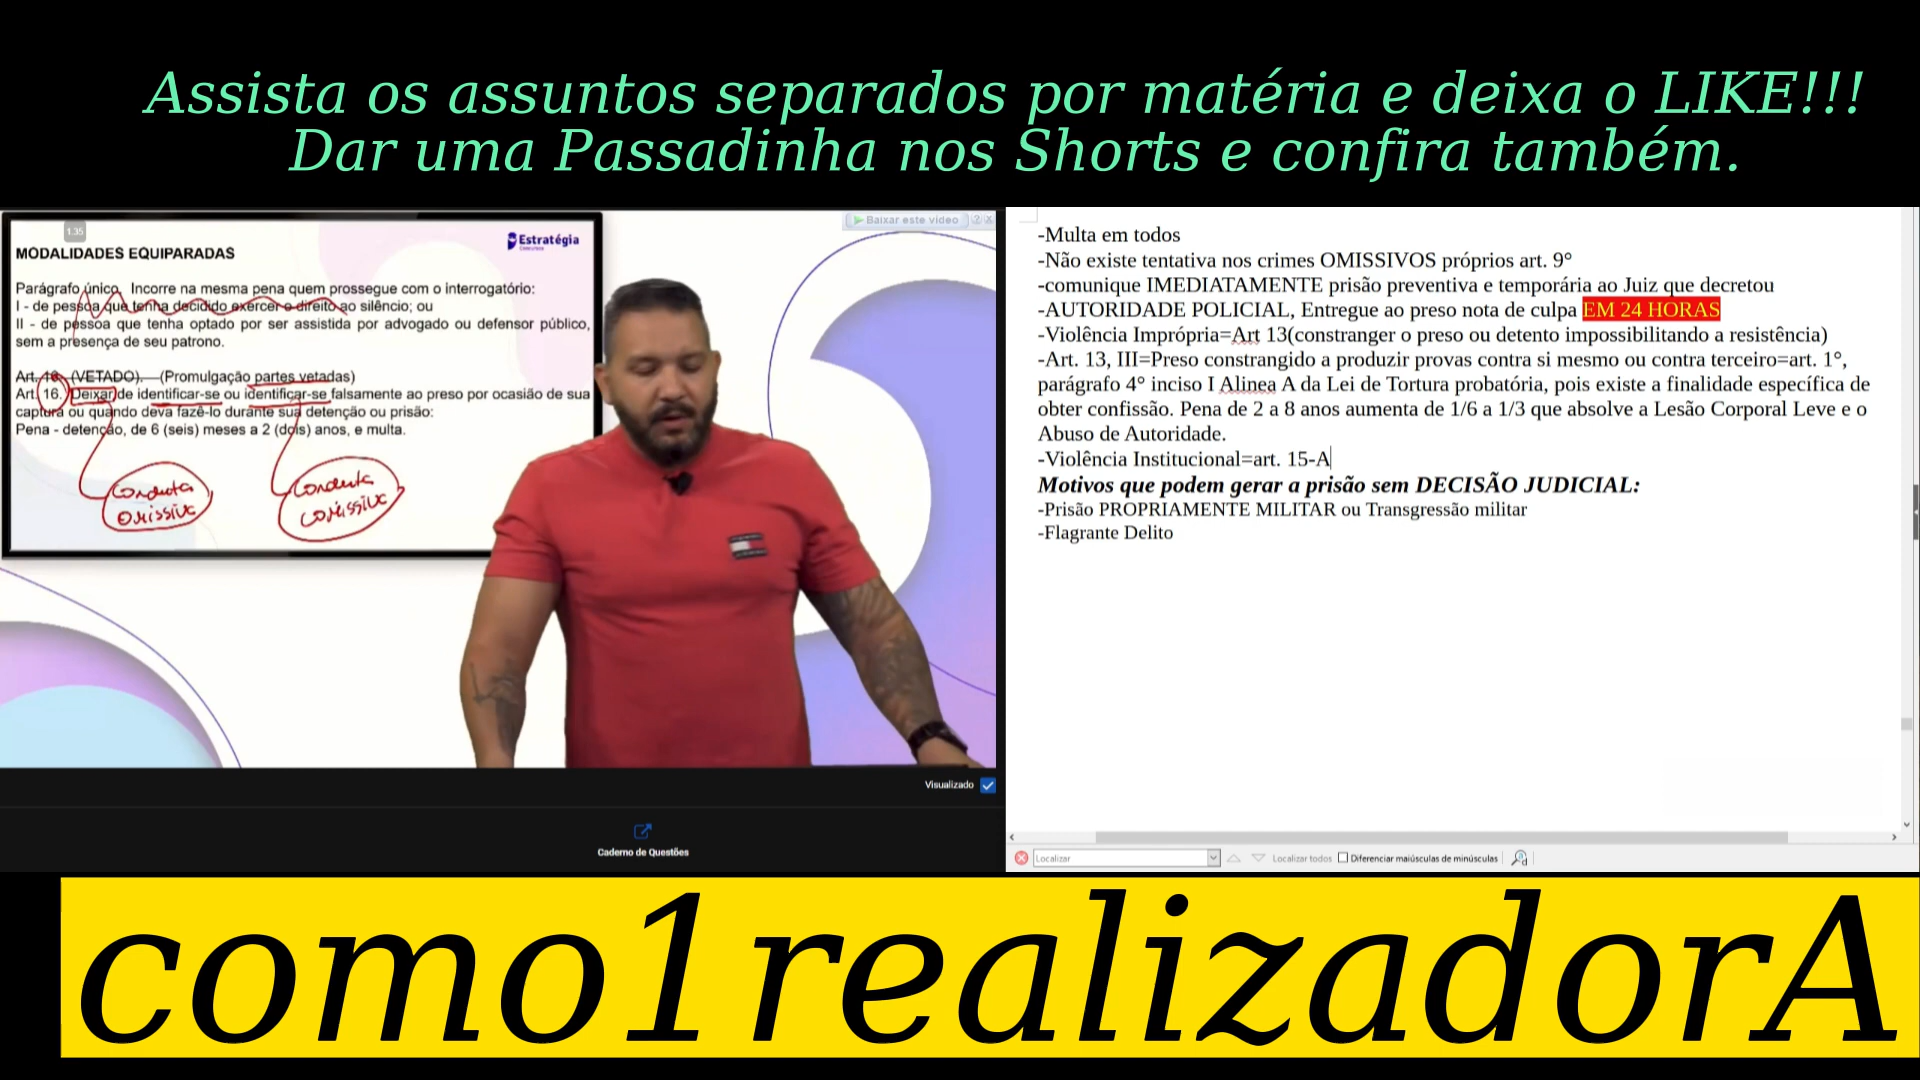 Assista os assuntos separados por matéria e deixa o LIKE!!!
Dar uma Passadinha nos Shorts e confira também.
1.35
Estratégia
Concursos
Baixar este vídeo
MODALIDADES EQUIPARADAS
Parágrafo único. Incorre na mesma pena quem prossegue com o interrogatório:
I - de pessoa que tenha decidido exercer o direito ao silêncio; ou
II - de pessoa que tenha optado por ser assistida por advogado ou defensor público,
sem a presença de seu patrono.
Art. 16. (VETADO). (Promulgação partes vetadas)
Art. 16. Deixar de identificar-se ou identificar-se falsamente ao preso por ocasião de sua
captura ou quando deva fazê-lo durante sua detenção ou prisão:
Pena - detenção, de 6 (seis) meses a 2 (dois) anos, e multa.
Conduta
Omissiva
Conduta
comissiva
Visualizado
Caderno de Questões
-Multa em todos
-Não existe tentativa nos crimes OMISSIVOS próprios art. 9°
-comunique IMEDIATAMENTE prisão preventiva e temporária ao Juiz que decretou
-AUTORIDADE POLICIAL, Entregue ao preso nota de culpa EM 24 HORAS
-Violência Imprópria=Art 13(constranger o preso ou detento impossibilitando a resistência)
-Art. 13, III=Preso constrangido a produzir provas contra si mesmo ou contra terceiro=art. 1°,
parágrafo 4° inciso I Alinea A da Lei de Tortura probatória, pois existe a finalidade específica de
obter confissão. Pena de 2 a 8 anos aumenta de 1/6 a 1/3 que absolve a Lesão Corporal Leve e o
Abuso de Autoridade.
-Violência Institucional=art. 15-A
Motivos que podem gerar a prisão sem DECISÃO JUDICIAL:
-Prisão PROPRIAMENTE MILITAR ou Transgressão militar
-Flagrante Delito
Localizar
Localizar todos
Diferenciar maiúsculas de minúsculas
como1realizadorA